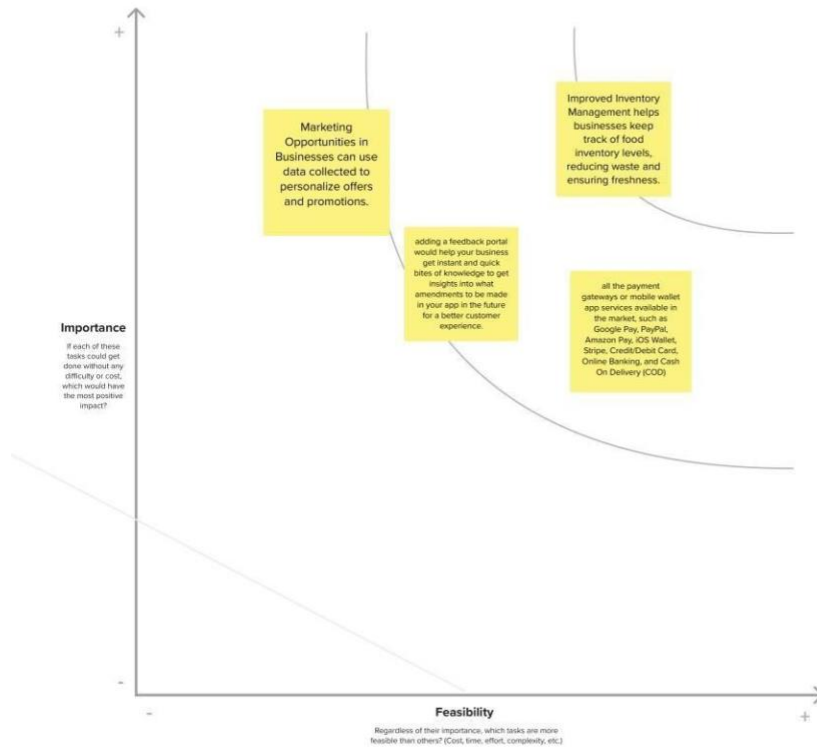 +
Marketing
Opportunities in
Businesses can use
data collected to
personalize offers
and promotions.
Improved Inventory
Management helps
businesses keep
track of food
inventory levels,
reducing waste and
ensuring freshness.
adding a feedback portal
would help your business
get instant and quick
bites of knowledge to get
insights into what
amendments to be made
in your app in the future
for a better customer
experience.
all the payment
gateways or mobile wallet
app services available in
the market, such as
Google Pay, PayPal,
Amazon Pay, iOS Wallet,
Stripe, Credit/Debit Card,
Online Banking, and Cash
On Delivery (COD)
Importance
If each of these
tasks could get
done without any
difficulty or cost,
which would have
the most positive
impact?
-
-
Feasibility
+
Regardless of their importance, which tasks are more
feasible than others? (Cost, time, effort, complexity, etc.)